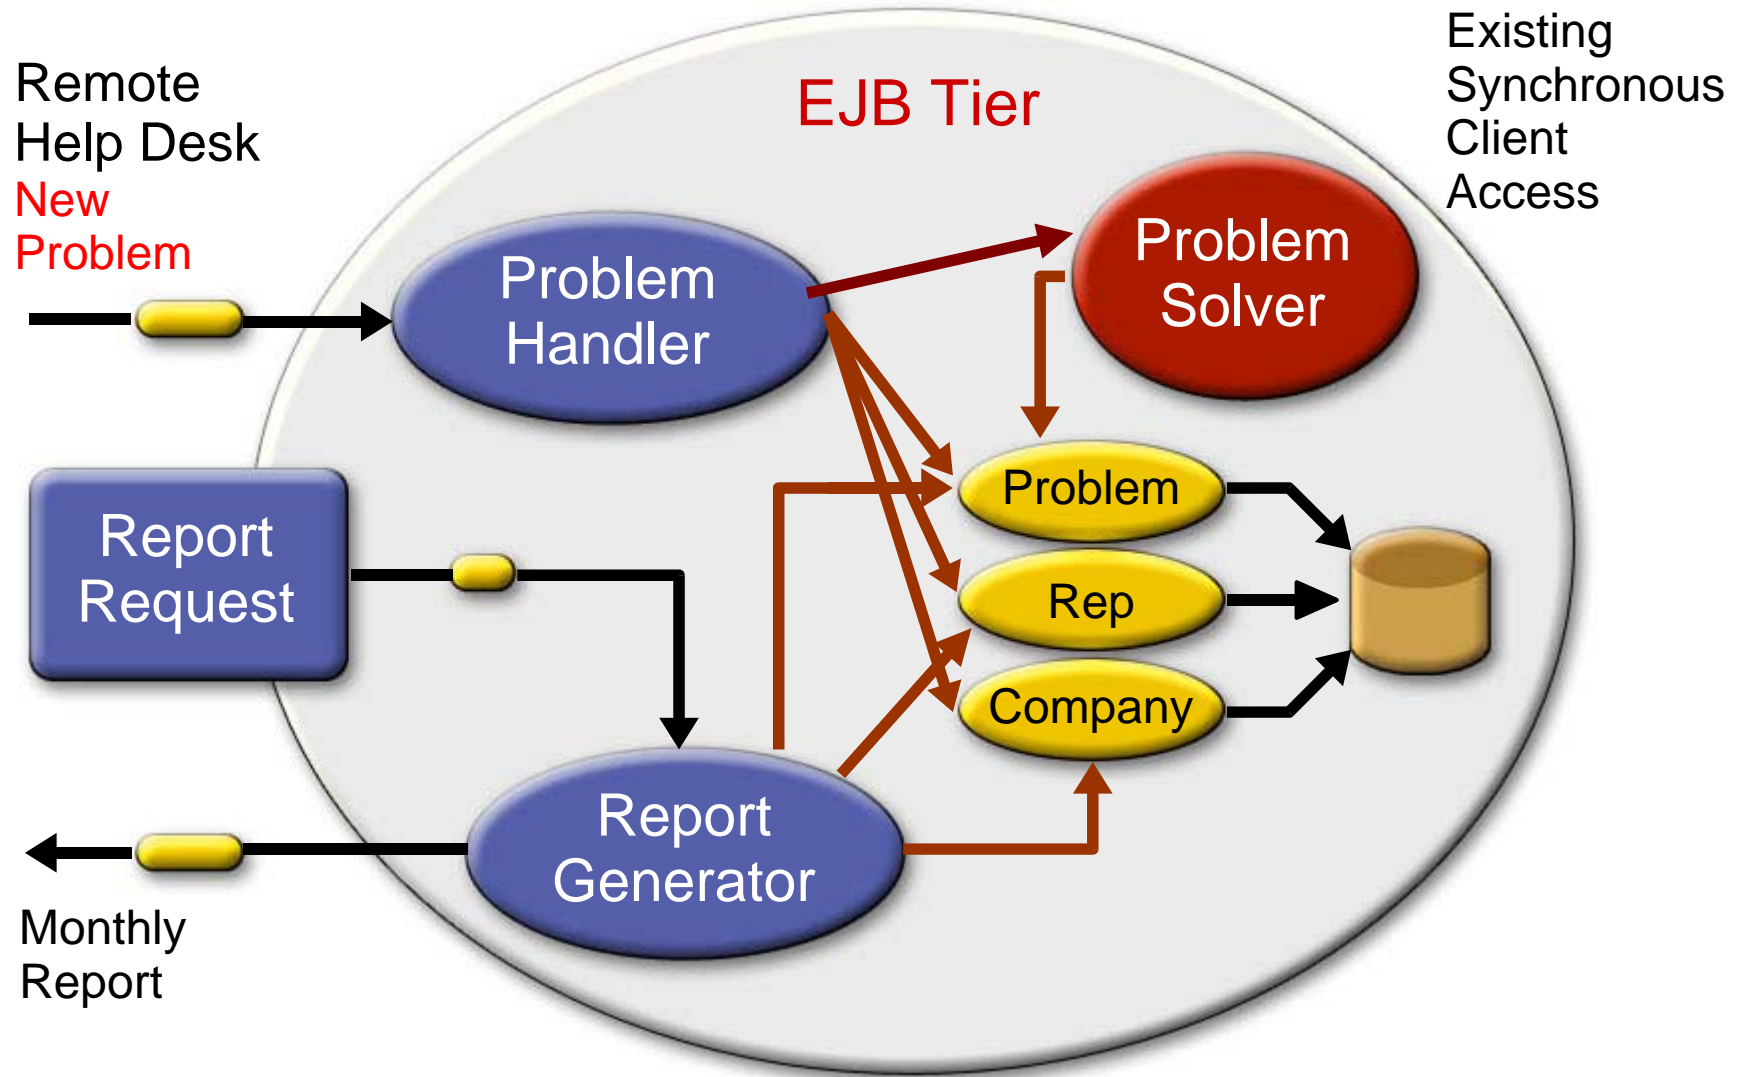 Remote
Help Desk
New
Problem
EJB Tier
Existing
Synchronous
Client
Access
Problem
Handler
Problem
Solver
Report
Request
Problem
Rep
Company
Report
Generator
Monthly
Report